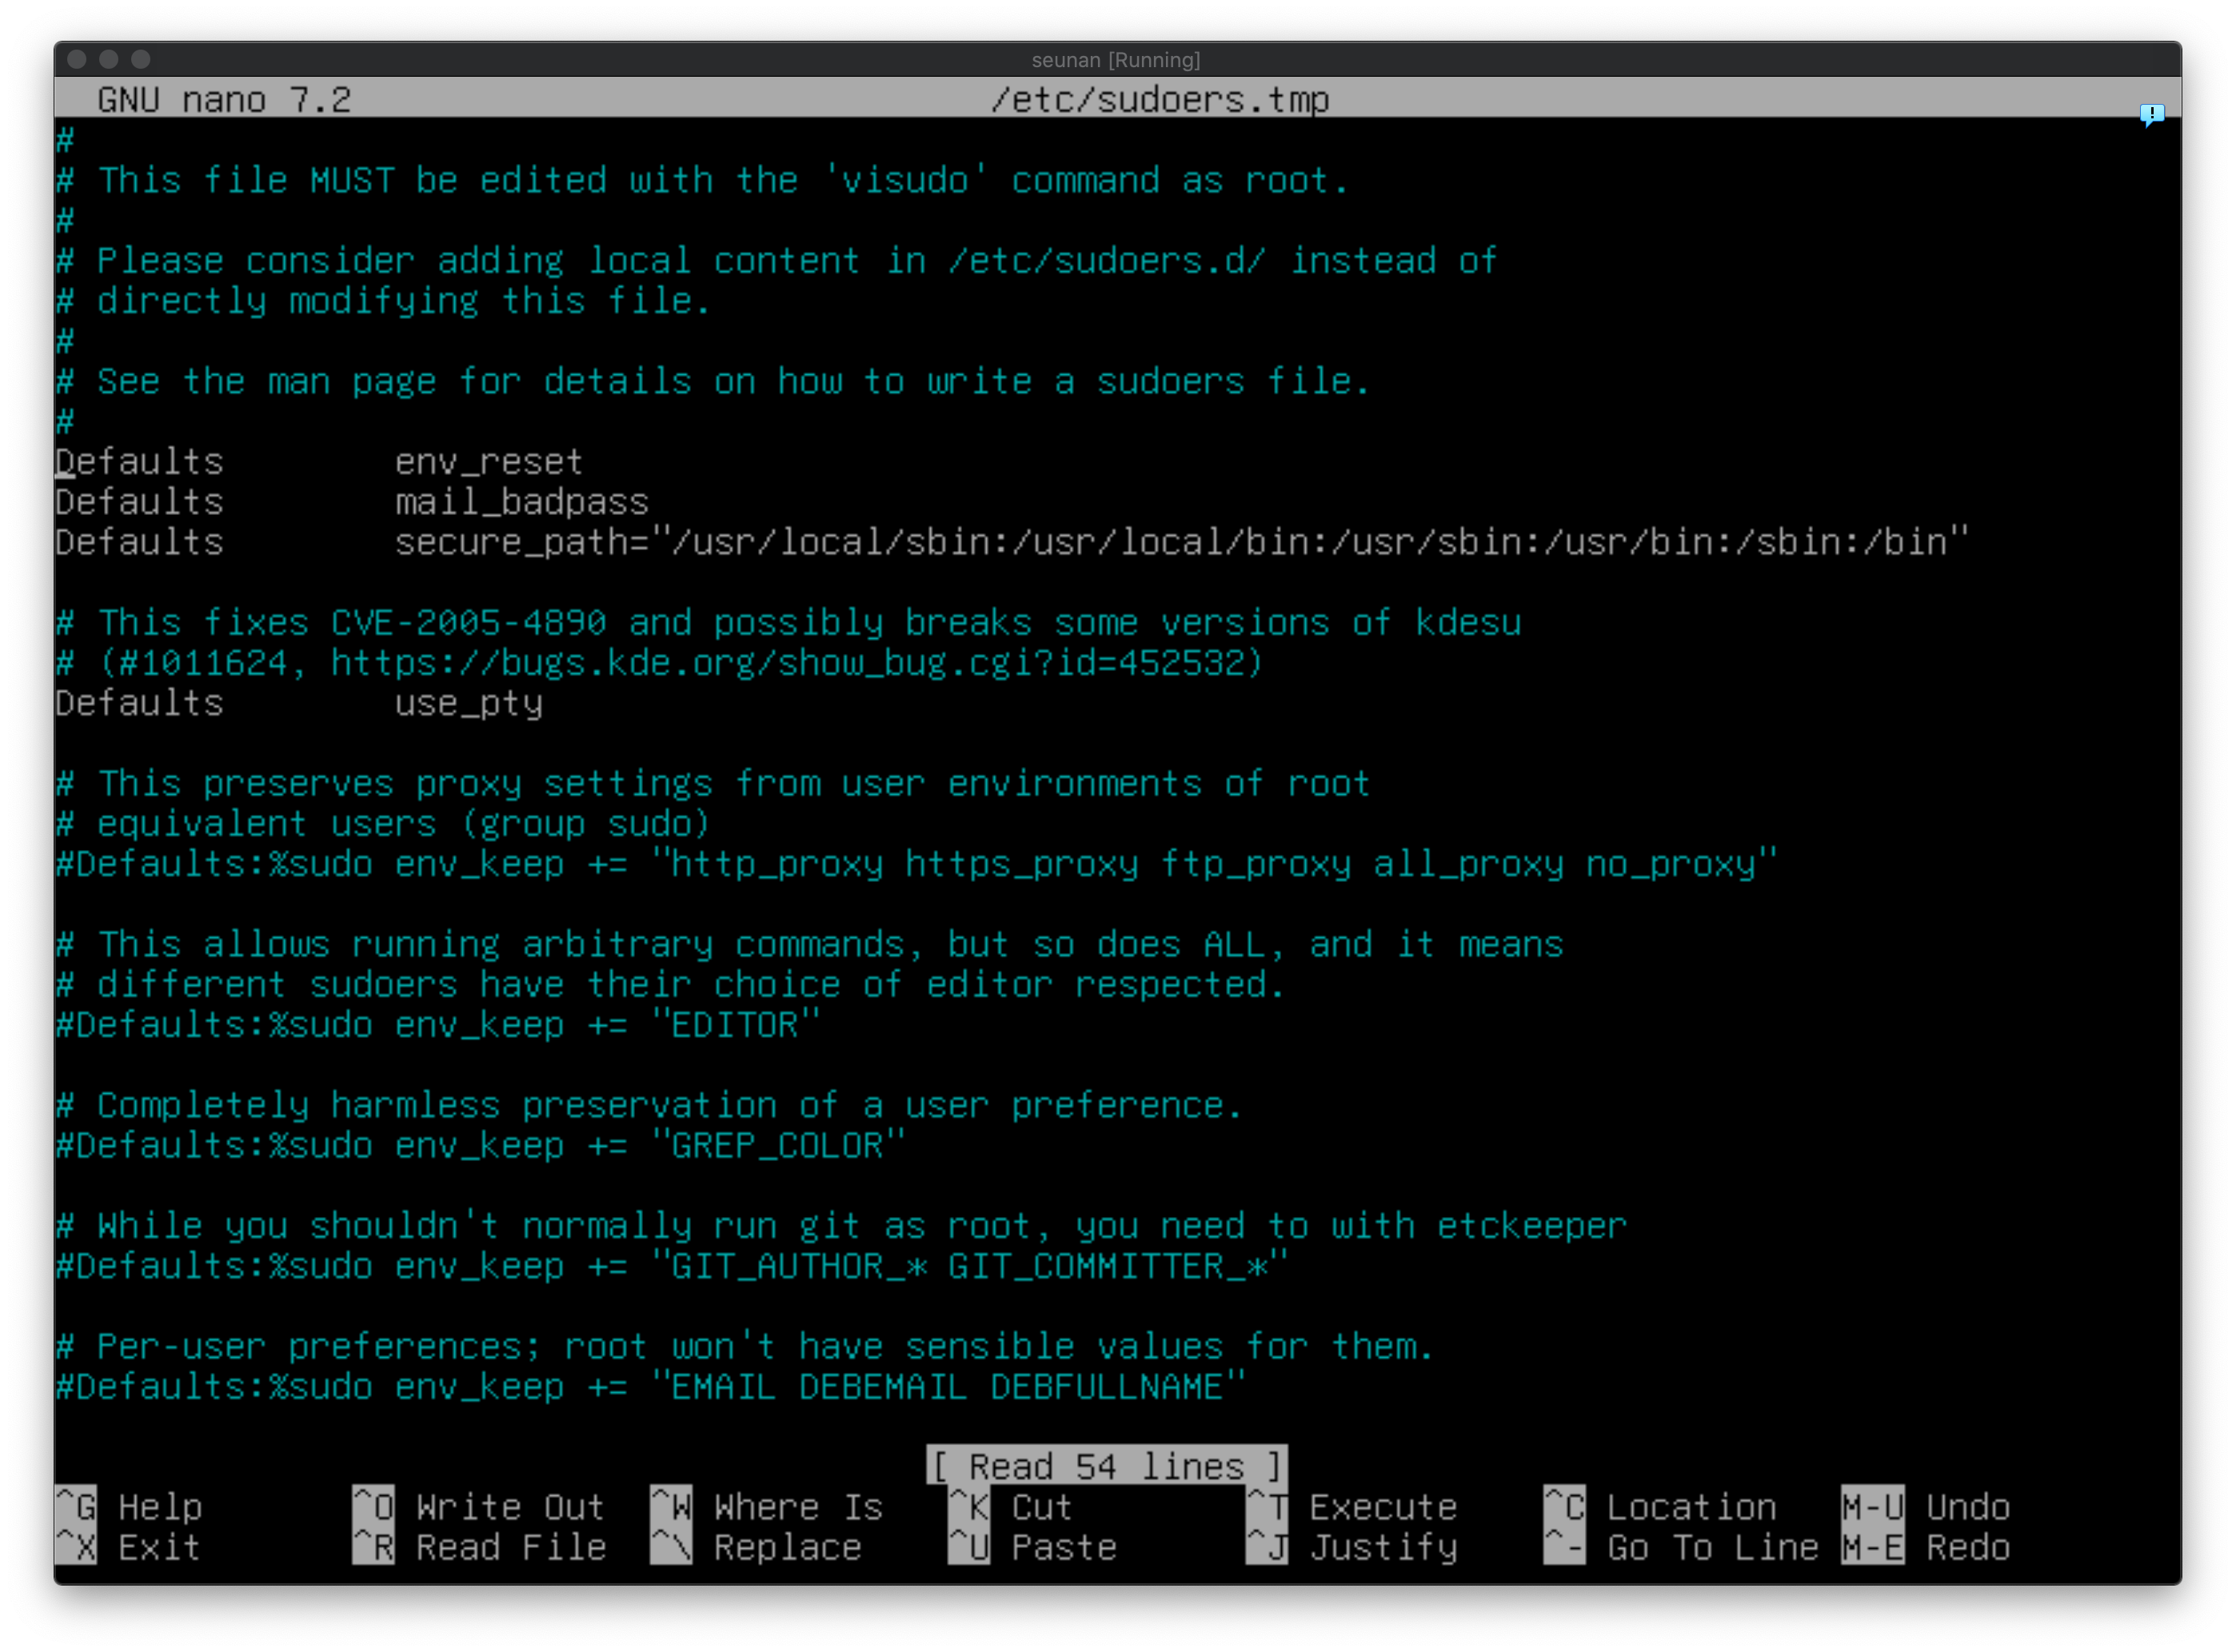 seunan [Running]
GNU nano 7.2 /etc/sudoers.tmp
#
# This file MUST be edited with the 'visudo' command as root.
#
# Please consider adding local content in /etc/sudoers.d/ instead of
# directly modifying this file.
#
# See the man page for details on how to write a sudoers file.
#
Defaults env_reset
Defaults mail_badpass
Defaults secure_path="/usr/local/sbin:/usr/local/bin:/usr/sbin:/usr/bin:/sbin:/bin"
# This fixes CVE-2005-4890 and possibly breaks some versions of kdesu
# (#1011624, https://bugs.kde.org/show_bug.cgi?id=452532)
Defaults use_pty
# This preserves proxy settings from user environments of root
# equivalent users (group sudo)
#Defaults:%sudo env_keep += "http_proxy https_proxy ftp_proxy all_proxy no_proxy"
# This allows running arbitrary commands, but so does ALL, and it means
# different sudoers have their choice of editor respected.
#Defaults:%sudo env_keep += "EDITOR"
# Completely harmless preservation of a user preference.
#Defaults:%sudo env_keep += "GREP_COLOR"
# While you shouldn't normally run git as root, you need to with etckeeper
#Defaults:%sudo env_keep += "GIT_AUTHOR_* GIT_COMMITTER_*"
# Per-user preferences; root won't have sensible values for them.
#Defaults:%sudo env_keep += "EMAIL DEBEMAIL DEBFULLNAME"
[ Read 54 lines ]
^G Help ^O Write Out ^W Where Is ^K Cut ^T Execute ^C Location M-U Undo
^X Exit ^R Read File ^\ Replace ^U Paste ^J Justify ^- Go To Line M-E Redo